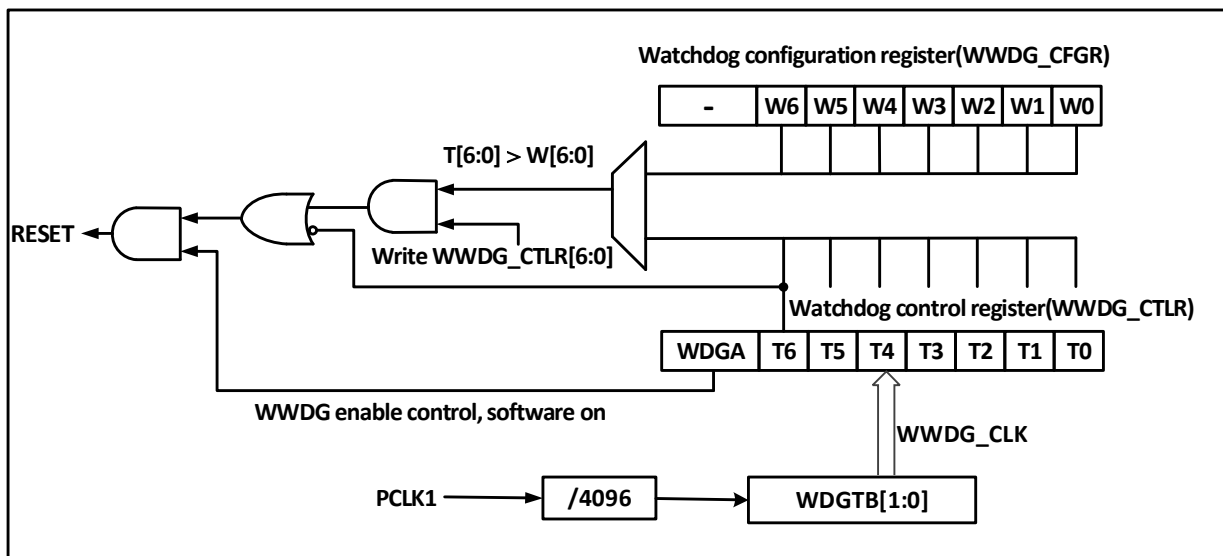 Watchdog configuration register(WWDG_CFGR)
- W6 W5 W4 W3 W2 W1 W0
T[6:0] > W[6:0]
RESET
Write WWDG_CTLR[6:0]
Watchdog control register(WWDG_CTLR)
WDGA T6 T5 T4 T3 T2 T1 T0
WWDG enable control, software on
WWDG_CLK
PCLK1 /4096 WDGTB[1:0]